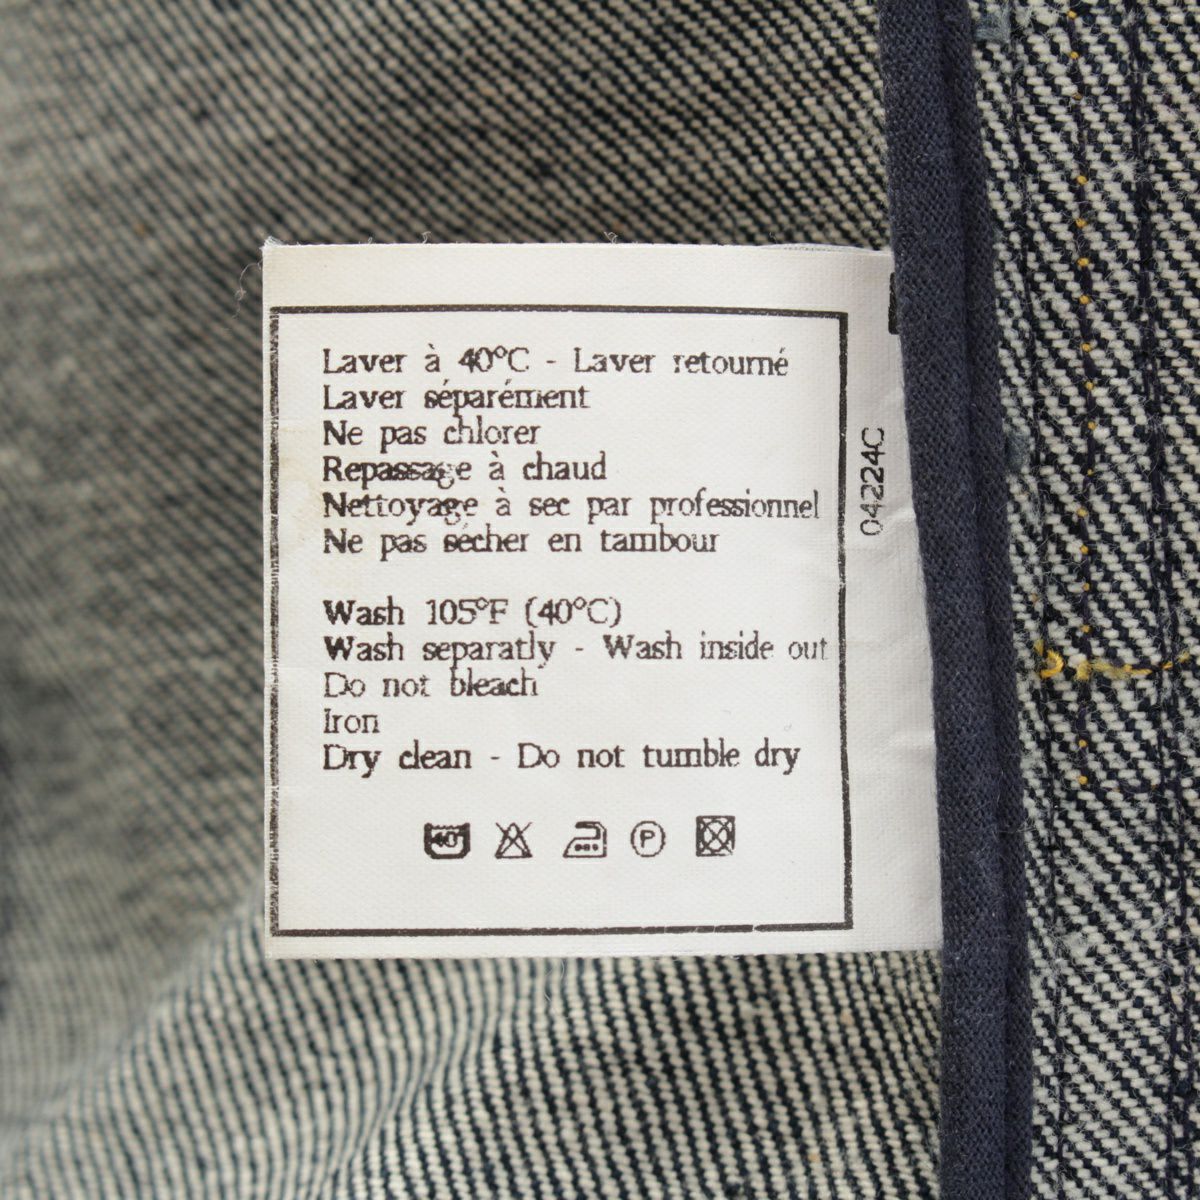 Laver à 40°C - Laver retourné
Laver séparément
Ne pas chlorer
Repassage à chaud
Nettoyage à sec par professionnel
Ne pas sécher en tambour
Wash 105°F (40°C)
Wash separatly - Wash inside out
Do not bleach
Iron
Dry clean - Do not tumble dry
40°
P
04224C